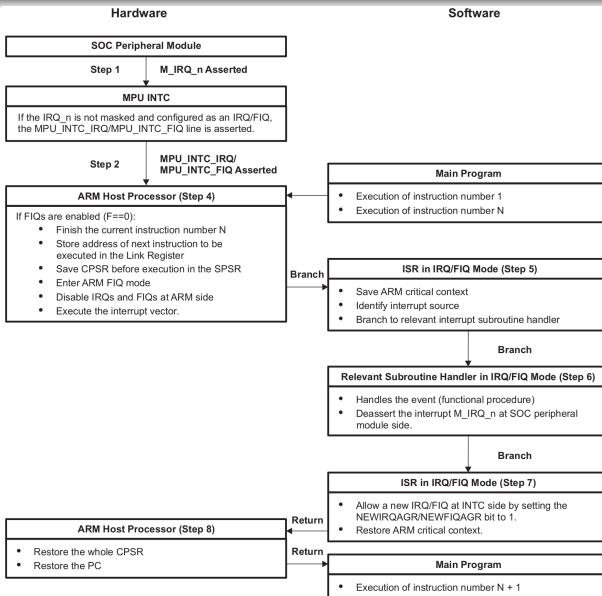 Hardware
Software
SOC Peripheral Module
Step 1
M_IRQ_n Asserted
MPU INTC
If the IRQ_n is not masked and configured as an IRQ/FIQ,
the MPU_INTC_IRQ/MPU_INTC_FIQ line is asserted.
Step 2
MPU_INTC_IRQ/
MPU_INTC_FIQ Asserted
Main Program
• Execution of instruction number 1
• Execution of instruction number N
ARM Host Processor (Step 4)
If FIQs are enabled (F==0):
• Finish the current instruction number N
• Store address of next instruction to be
executed in the Link Register
• Save CPSR before execution in the SPSR
• Enter ARM FIQ mode
• Disable IRQs and FIQs at ARM side
• Execute the interrupt vector.
Branch
ISR in IRQ/FIQ Mode (Step 5)
• Save ARM critical context
• Identify interrupt source
• Branch to relevant interrupt subroutine handler
Branch
Relevant Subroutine Handler in IRQ/FIQ Mode (Step 6)
• Handles the event (functional procedure)
• Deassert the interrupt M_IRQ_n at SOC peripheral
module side.
Branch
ISR in IRQ/FIQ Mode (Step 7)
• Allow a new IRQ/FIQ at INTC side by setting the
NEWIRQAGR/NEWFIQAGR bit to 1.
• Restore ARM critical context.
Return
ARM Host Processor (Step 8)
• Restore the whole CPSR
• Restore the PC
Return
Main Program
• Execution of instruction number N + 1